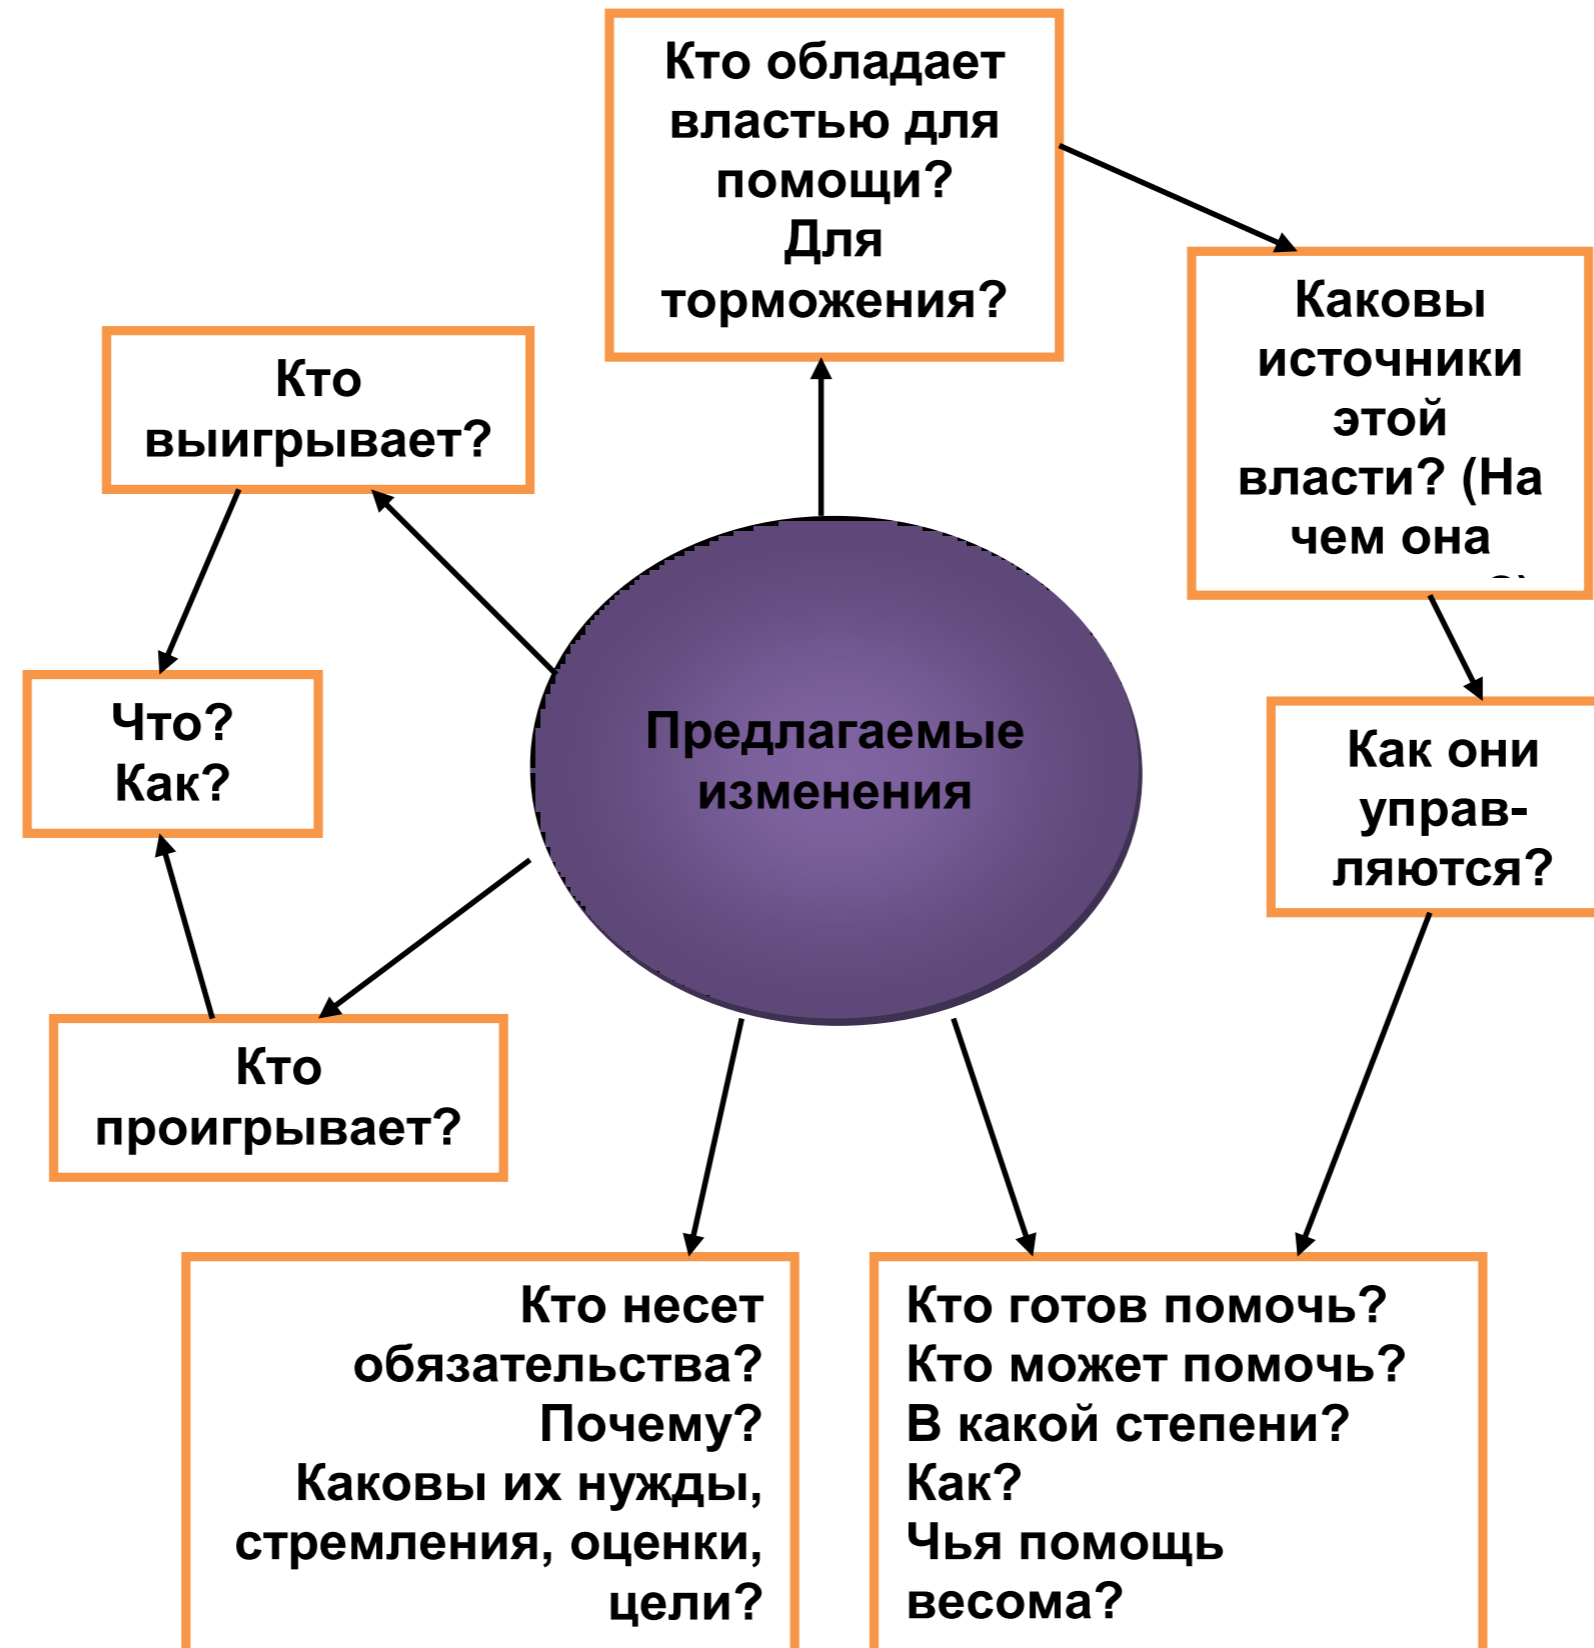 Кто обладает
властью для
помощи?
Для
торможения?
Каковы
источники
этой
власти? (На
чем она
Кто
выигрывает?
Что?
Как?
Предлагаемые
изменения
Как они
управ-
ляются?
Кто
проигрывает?
Кто несет
обязательства?
Почему?
Каковы их нужды,
стремления, оценки,
цели?
Кто готов помочь?
Кто может помочь?
В какой степени?
Как?
Чья помощь
весома?